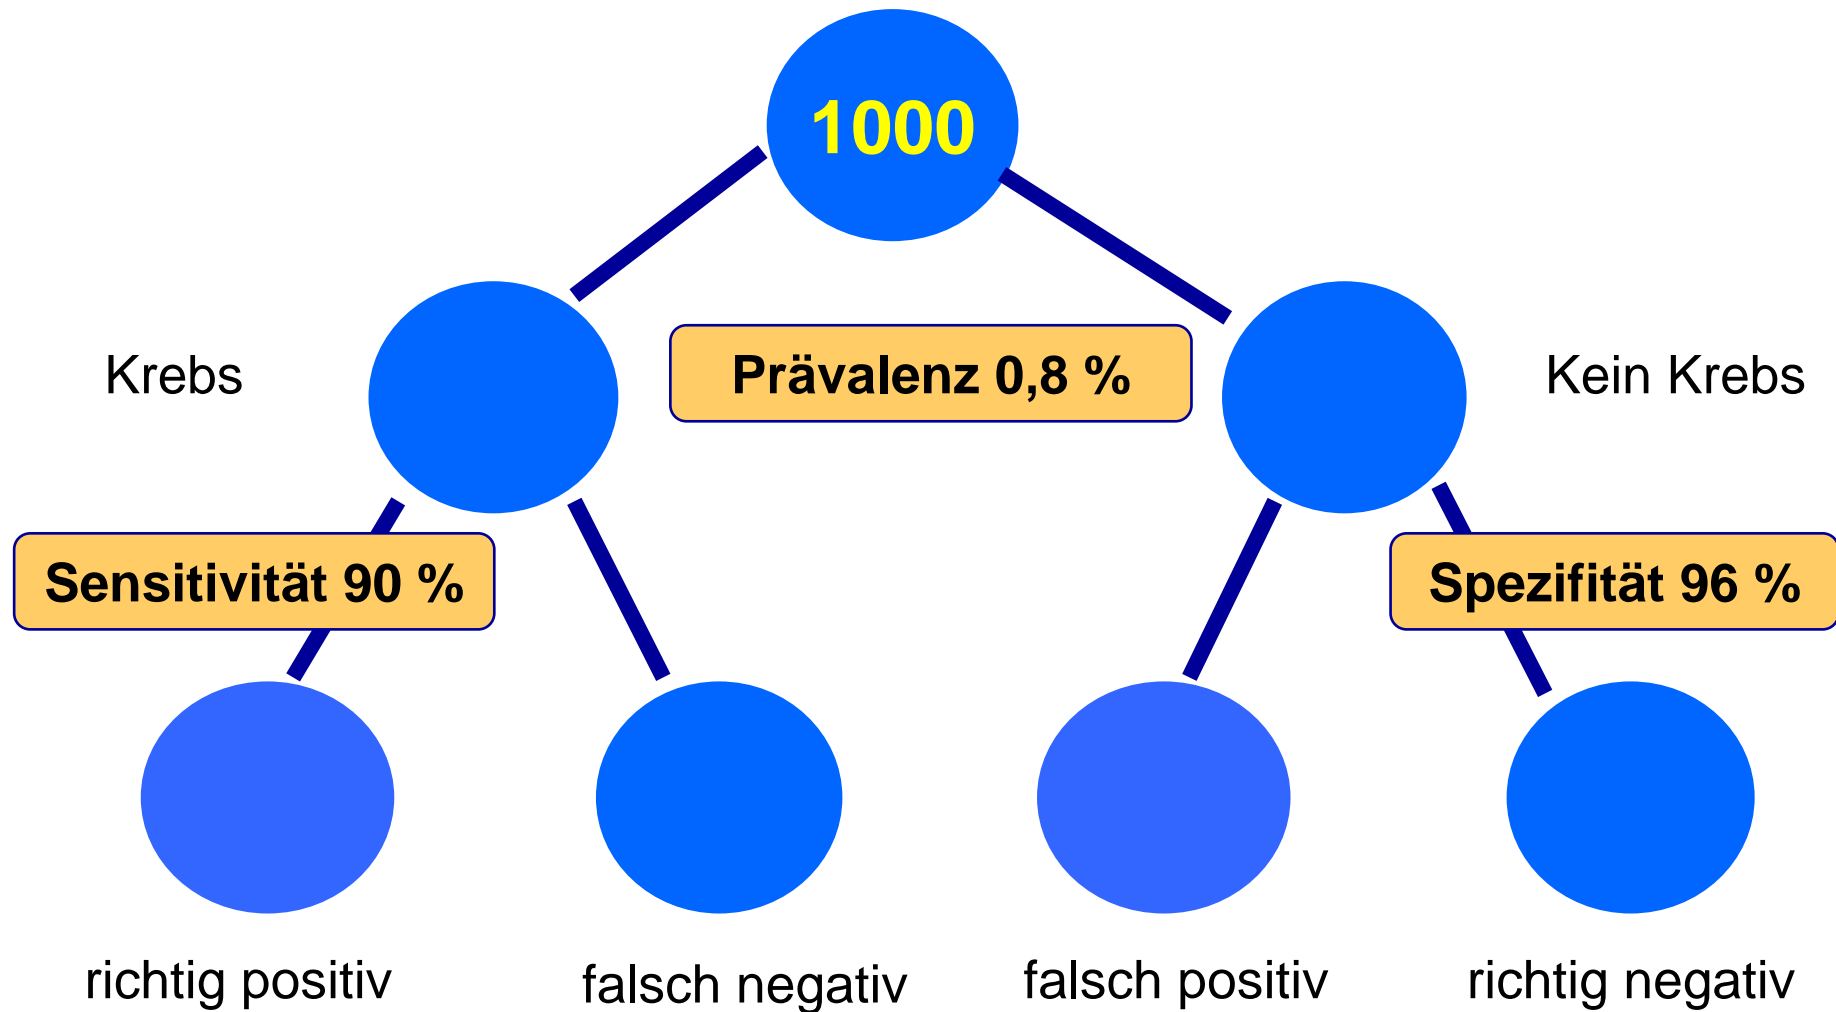 1000
Krebs
Prävalenz 0,8 %
Kein Krebs
Sensitivität 90 %
Spezifität 96 %
richtig positiv
falsch negativ
falsch positiv
richtig negativ